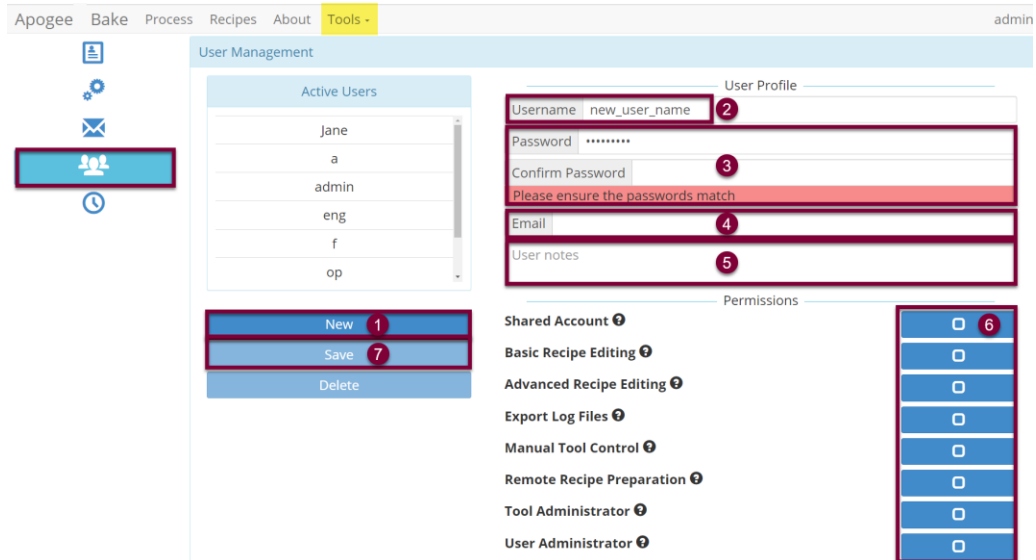 Apogee Bake Process Recipes About Tools admin
User Management
Active Users
Jane
a
admin
eng
f
op
New 1
Save 7
Delete
User Profile
Username new_user_name 2
Password •••••••••
Confirm Password 3
Please ensure the passwords match
Email 4
User notes 5
Permissions
Shared Account ? 6
Basic Recipe Editing ?
Advanced Recipe Editing ?
Export Log Files ?
Manual Tool Control ?
Remote Recipe Preparation ?
Tool Administrator ?
User Administrator ?